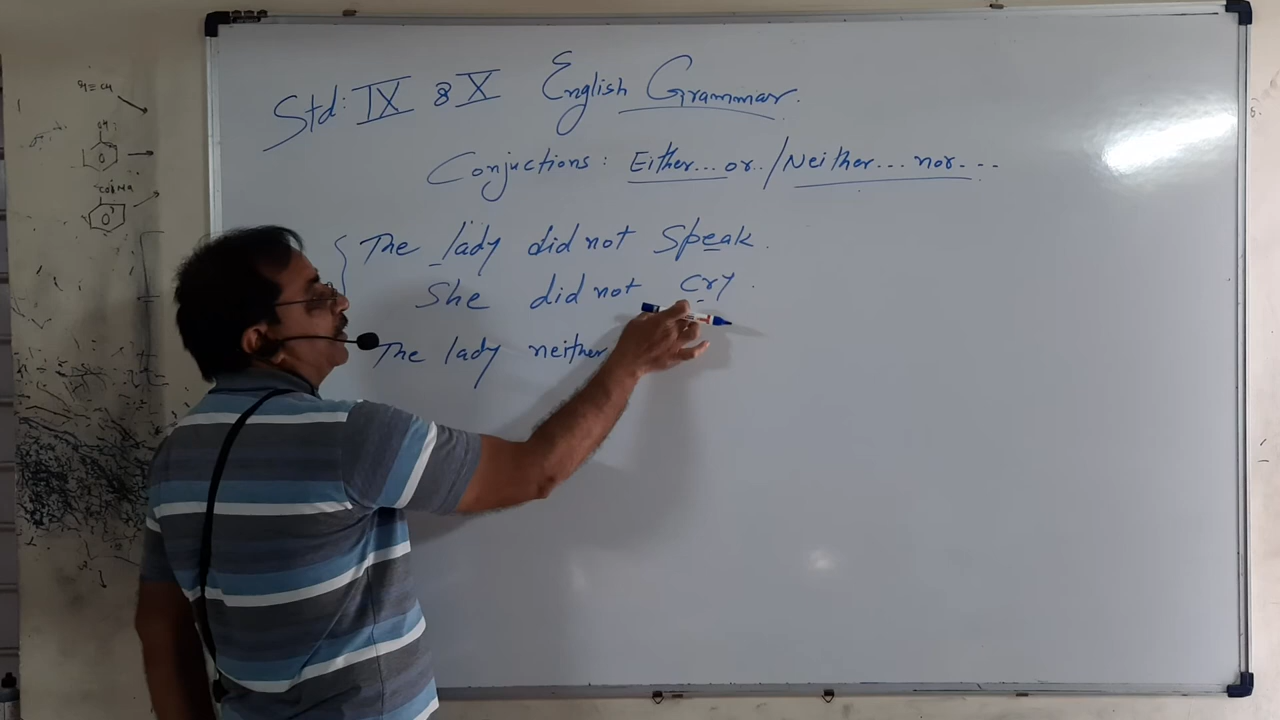 Std: IX & X English Grammar.
Conjuctions: Either...or../Neither...nor....
The lady did not Speak.
She did not Cry.
The lady neither